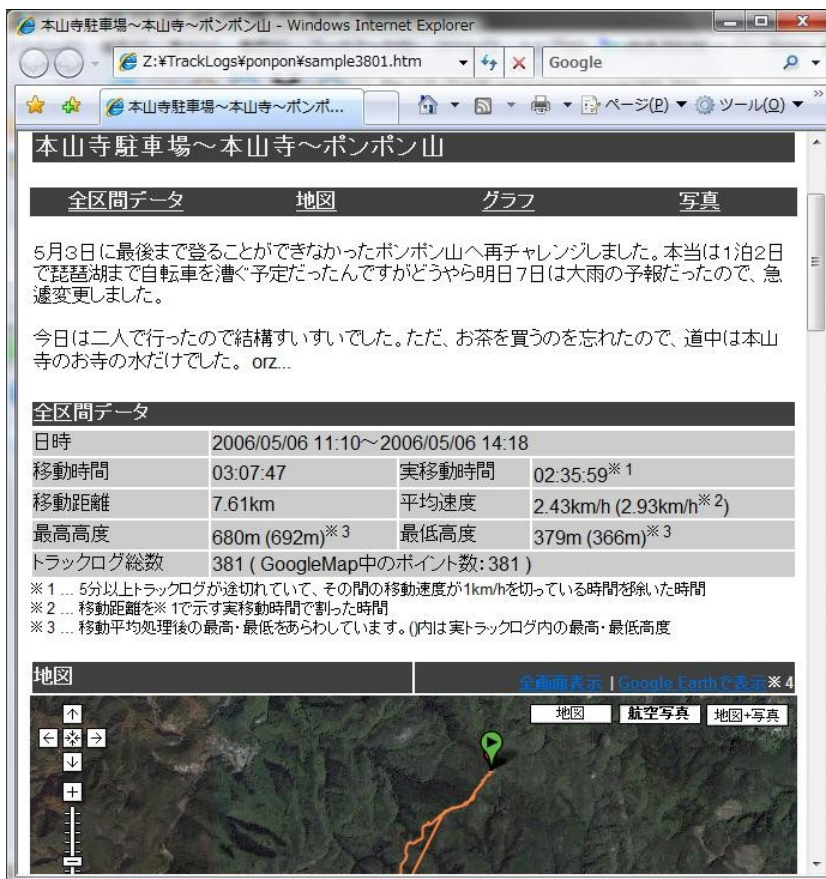 本山寺駐車場～本山寺～ポンポン山 - Windows Internet Explorer
Z:¥TrackLogs¥ponpon¥sample3801.htm
Google
本山寺駐車場～本山寺～ポンポ...
ページ(P)
ツール(O)
本山寺駐車場～本山寺～ポンポン山
全区間データ 地図 グラフ 写真
5月3日に最後まで登ることができなかったポンポン山へ再チャレンジしました。本当は1泊2日
で琵琶湖まで自転車を漕ぐ予定だったんですがどうやら明日7日は大雨の予報だったので、急
遽変更しました。
今日は二人で行ったので結構すいすいでした。ただ、お茶を買うのを忘れたので、道中は本山
寺のお寺の水だけでした。 orz...
全区間データ
日時 2006/05/06 11:10～2006/05/06 14:18
移動時間 03:07:47 実移動時間 02:35:59※1
移動距離 7.61km 平均速度 2.43km/h (2.93km/h※2)
最高高度 680m (692m)※3 最低高度 379m (366m)※3
トラックログ総数 381 ( GoogleMap中のポイント数: 381 )
※1 ... 5分以上トラックログが途切れていて、その間の移動速度が1km/hを切っている時間を除いた時間
※2 ... 移動距離を※1で示す実移動時間で割った時間
※3 ... 移動平均処理後の最高・最低をあらわしています。()内は実トラックログ内の最高・最低高度
地図 全画面表示 | Google Earthで表示 ※4
地図 航空写真 地図+写真